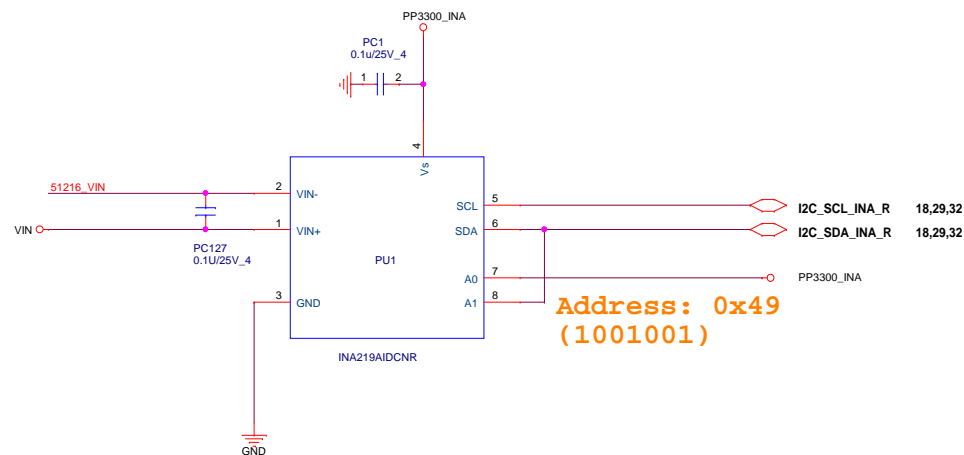 PP3300_INA
PC1
0.1u/25V_4
1
2
4
Vs
51216_VIN
2
VIN-
SCL
5
I2C_SCL_INA_R 18,29,32
VIN
1
VIN+
SDA
6
I2C_SDA_INA_R 18,29,32
PC127
0.1U/25V_4
PU1
A0
7
PP3300_INA
3
GND
A1
8
Address: 0x49
(1001001)
INA219AIDCNR
GND